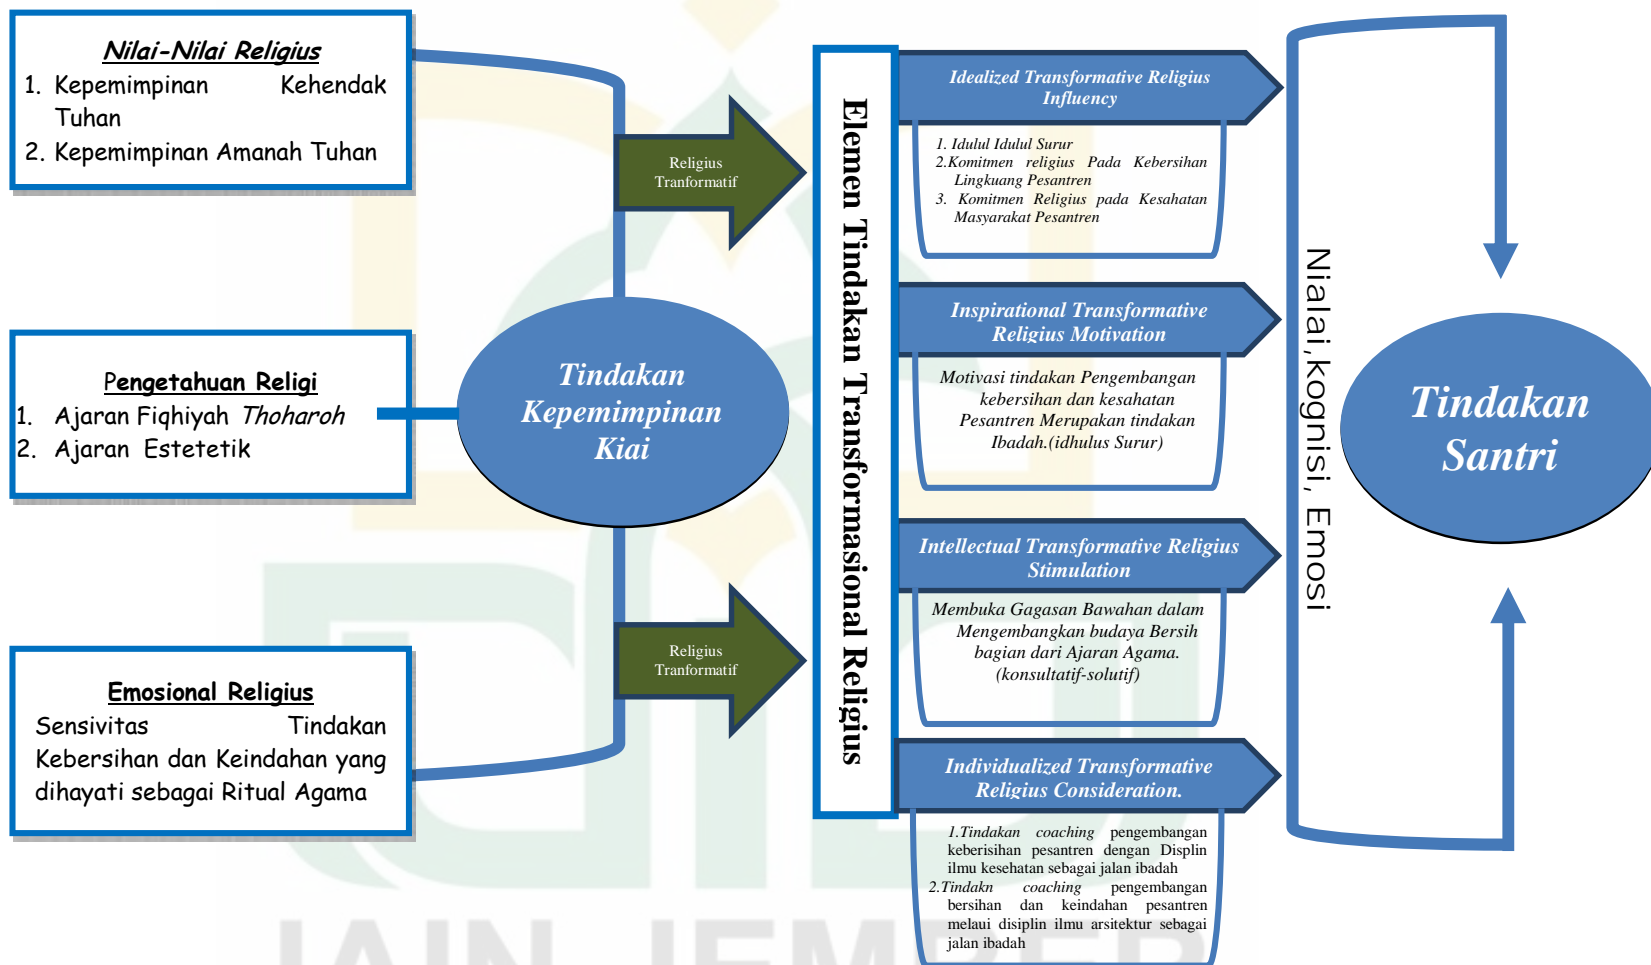 Nilai-Nilai Religius
1. Kepemimpinan Kehendak
Tuhan
2. Kepemimpinan Amanah Tuhan
Pengetahuan Religi
1. Ajaran Fiqhiyah Thoharoh
2. Ajaran Estetetik
Emosional Religius
Sensivitas Tindakan
Kebersihan dan Keindahan yang
dihayati sebagai Ritual Agama
Tindakan
Kepemimpinan
Kiai
Religius
Tranformatif
Religius
Tranformatif
Elemen Tindakan Transformasional Religius
Idealized Transformative Religius
Influency
1. Idulul Idulul Surur
2.Komitmen religius Pada Kebersihan
Lingkuang Pesantren
3. Komitmen Religius pada Kesahatan
Masyarakat Pesantren
Inspirational Transformative
Religius Motivation
Motivasi tindakan Pengembangan
kebersihan dan kesahatan
Pesantren Merupakan tindakan
Ibadah.(idhulus Surur)
Intellectual Transformative Religius
Stimulation
Membuka Gagasan Bawahan dalam
Mengembangkan budaya Bersih
bagian dari Ajaran Agama.
(konsultatif-solutif)
Individualized Transformative
Religius Consideration.
1.Tindakan coaching pengembangan
keberisihan pesantren dengan Displin
ilmu kesehatan sebagai jalan ibadah
2.Tindakn coaching pengembangan
bersihan dan keindahan pesantren
melaui disiplin ilmu arsitektur sebagai
jalan ibadah
Nialai,kognisi, Emosi
Tindakan
Santri
IAIN JEMBER